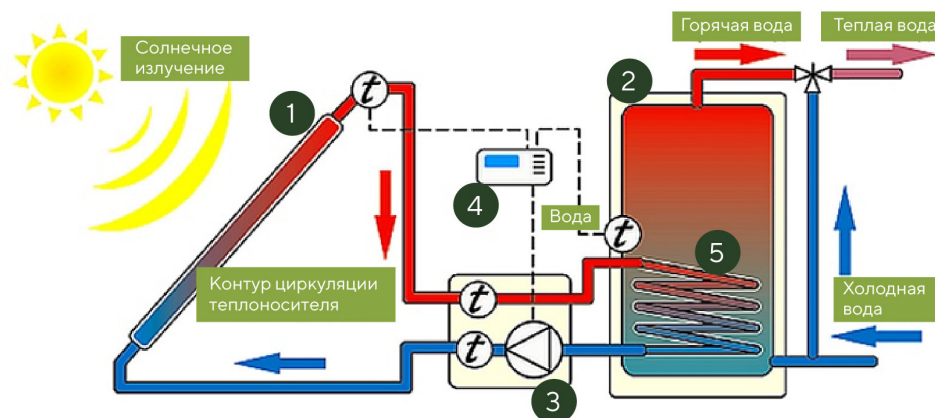 Солнечное
излучение
Горячая вода
Теплая вода
1
t
2
4
Вода
t
5
Контур циркуляции
теплоносителя
t
Холодная
вода
t
3